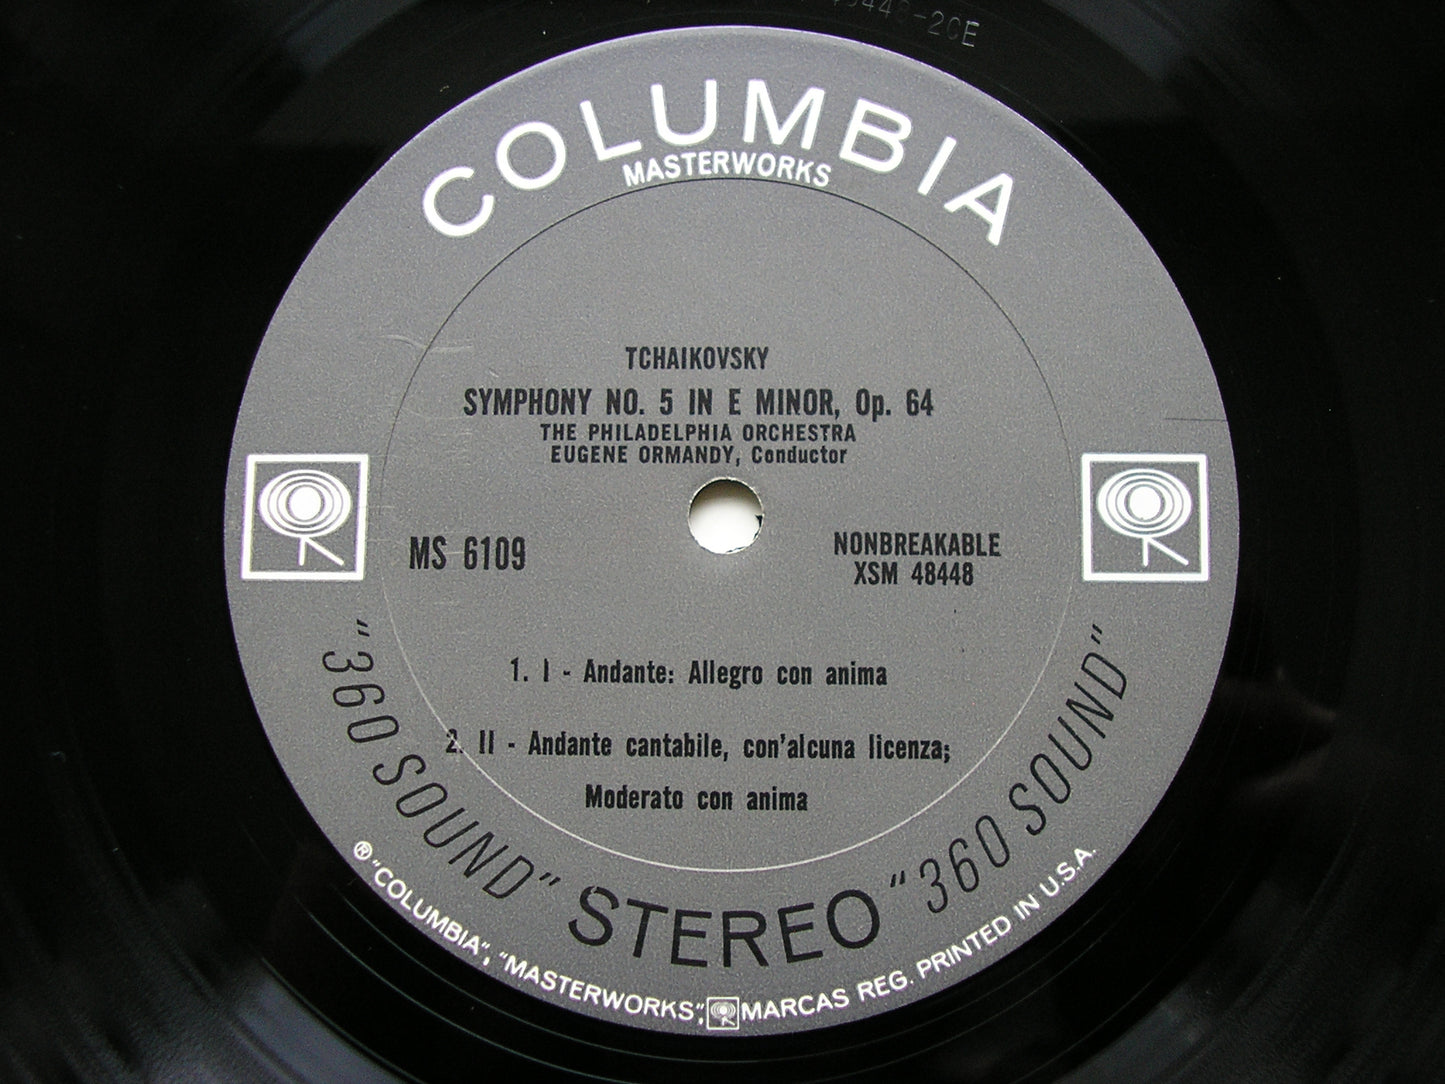 -2CE
COLUMBIA
MASTERWORKS
TCHAIKOVSKY
SYMPHONY NO. 5 IN E MINOR, Op. 64
THE PHILADELPHIA ORCHESTRA
EUGENE ORMANDY, Conductor
MS 6109
NONBREAKABLE
XSM 48448
1. I - Andante: Allegro con anima
2. II - Andante cantabile, con'alcuna licenza;
Moderato con anima
"360 SOUND" STEREO "360 SOUND"
® "COLUMBIA", "MASTERWORKS", MARCAS REG. PRINTED IN U.S.A.